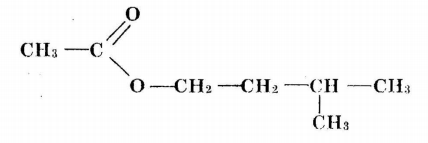 O
CH₃ — C
O — CH₂ — CH₂ — CH — CH₃
CH₃